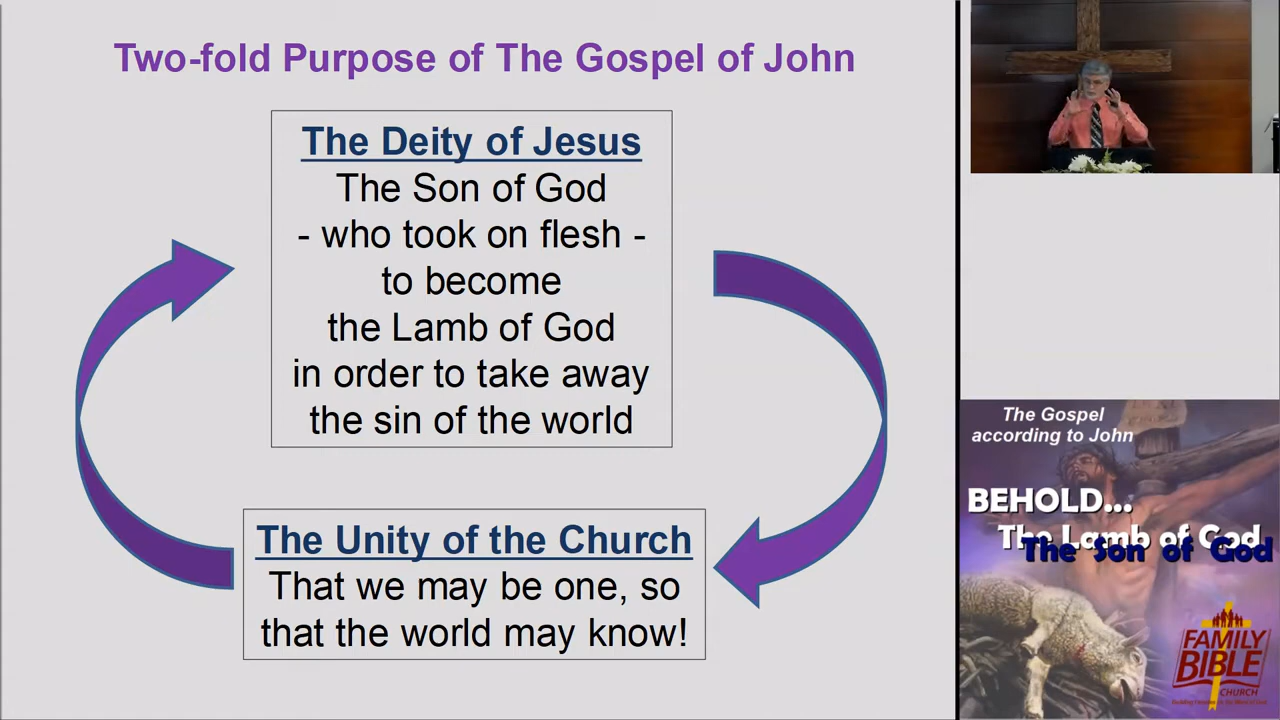 Two-fold Purpose of The Gospel of John
The Deity of Jesus
The Son of God
- who took on flesh -
to become
the Lamb of God
in order to take away
the sin of the world
The Unity of the Church
That we may be one, so
that the world may know!
The Gospel
according to John
BEHOLD...
The Lamb of God
The Son of God
FAMILY
BIBLE
CHURCH